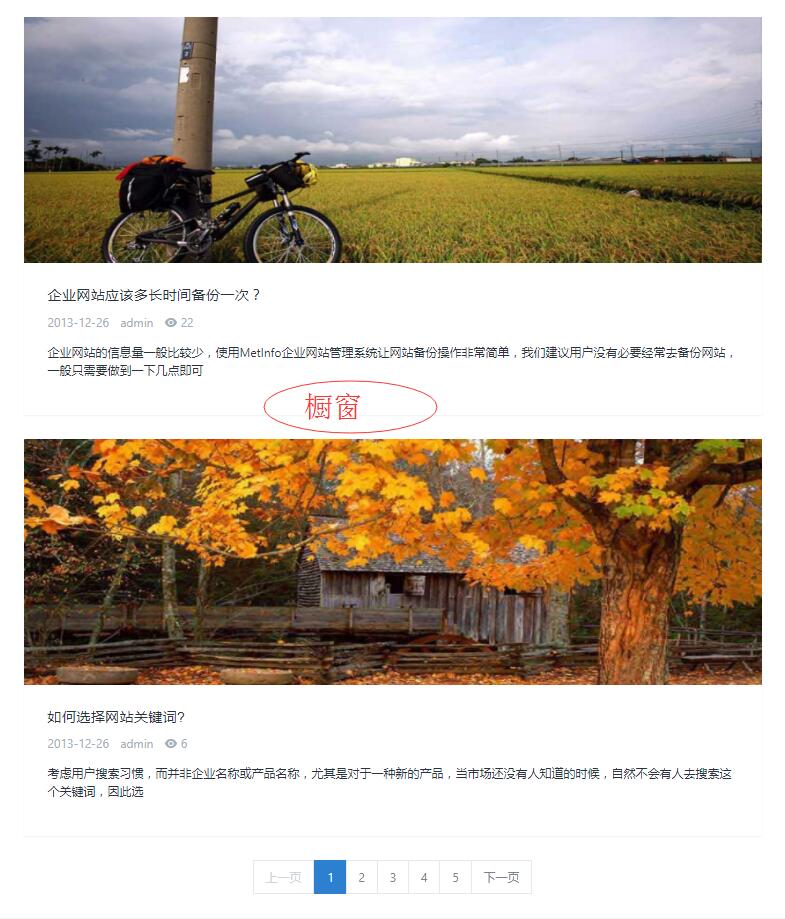 企业网站应该多长时间备份一次？
2013-12-26 admin 22
企业网站的信息量一般比较少，使用MetInfo企业网站管理系统让网站备份操作非常简单，我们建议用户没有必要经常去备份网站，
一般只需要做到一下几点即可
橱窗
如何选择网站关键词?
2013-12-26 admin 6
考虑用户搜索习惯，而并非企业名称或产品名称，尤其是对于一种新的产品，当市场还没有人知道的时候，自然不会有人去搜索这
个关键词，因此选
上一页 1 2 3 4 5 下一页